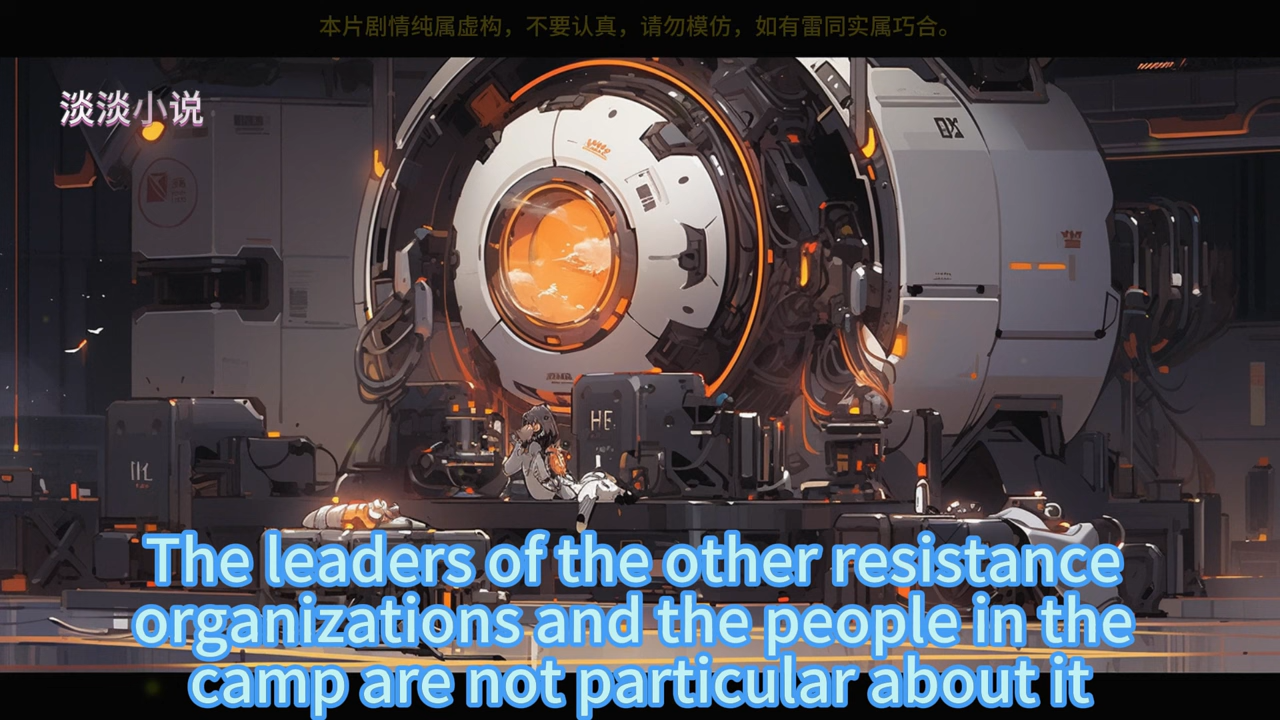 本片剧情纯属虚构，不要认真，请勿模仿，如有雷同实属巧合。
淡淡小说
HE
The leaders of the other resistance
organizations and the people in the
camp are not particular about it